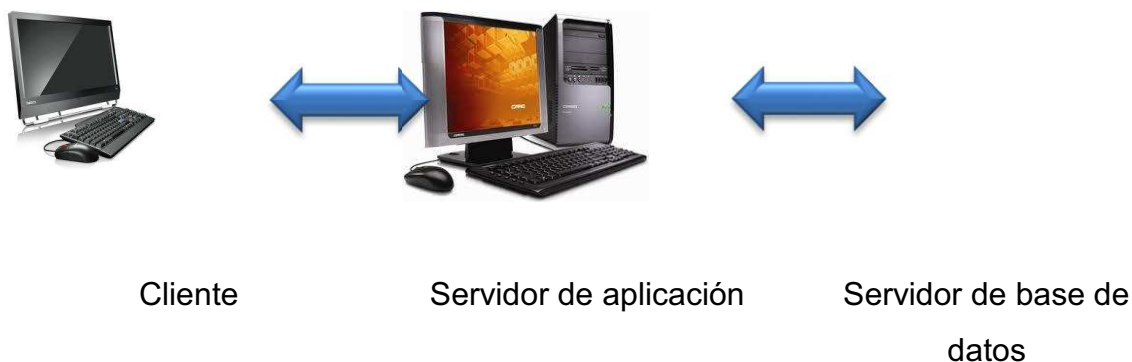 Cliente
Servidor de aplicación
Servidor de base de
datos